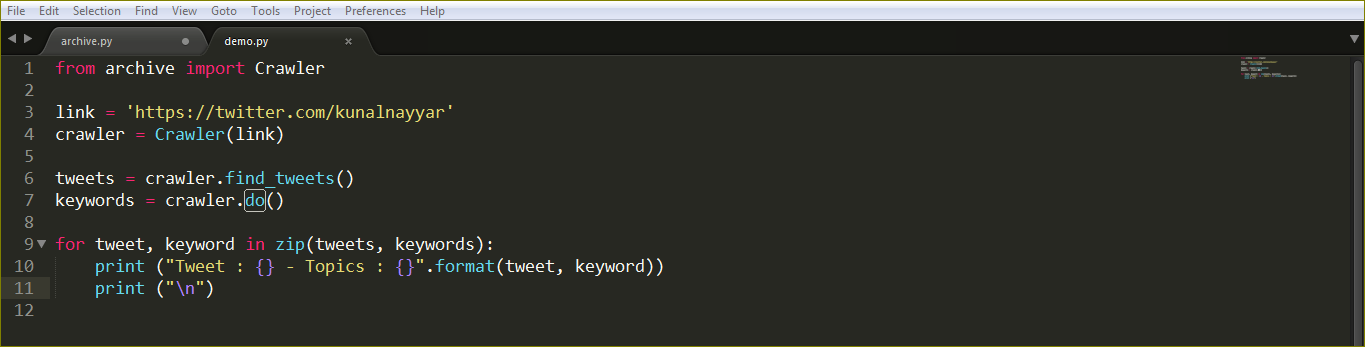 File Edit Selection Find View Goto Tools Project Preferences Help
archive.py demo.py ×
1 from archive import Crawler
2
3 link = 'https://twitter.com/kunalnayyar'
4 crawler = Crawler(link)
5
6 tweets = crawler.find_tweets()
7 keywords = crawler.do()
8
9 for tweet, keyword in zip(tweets, keywords):
10     print ("Tweet : {} - Topics : {}".format(tweet, keyword))
11     print ("\n")
12